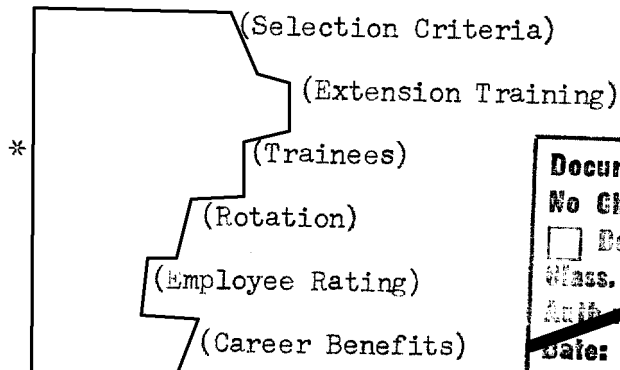 (Selection Criteria)
(Extension Training)
*
(Trainees)
(Rotation)
(Employee Rating)
(Career Benefits)
Docu
No
Date: